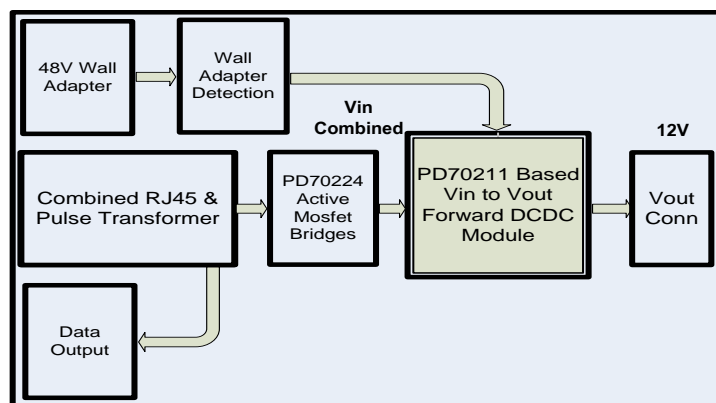 48V Wall
Adapter
Wall
Adapter
Detection
Vin
Combined
12V
Combined RJ45 &
Pulse Transformer
PD70224
Active
Mosfet
Bridges
PD70211 Based
Vin to Vout
Forward DCDC
Module
Vout
Conn
Data
Output